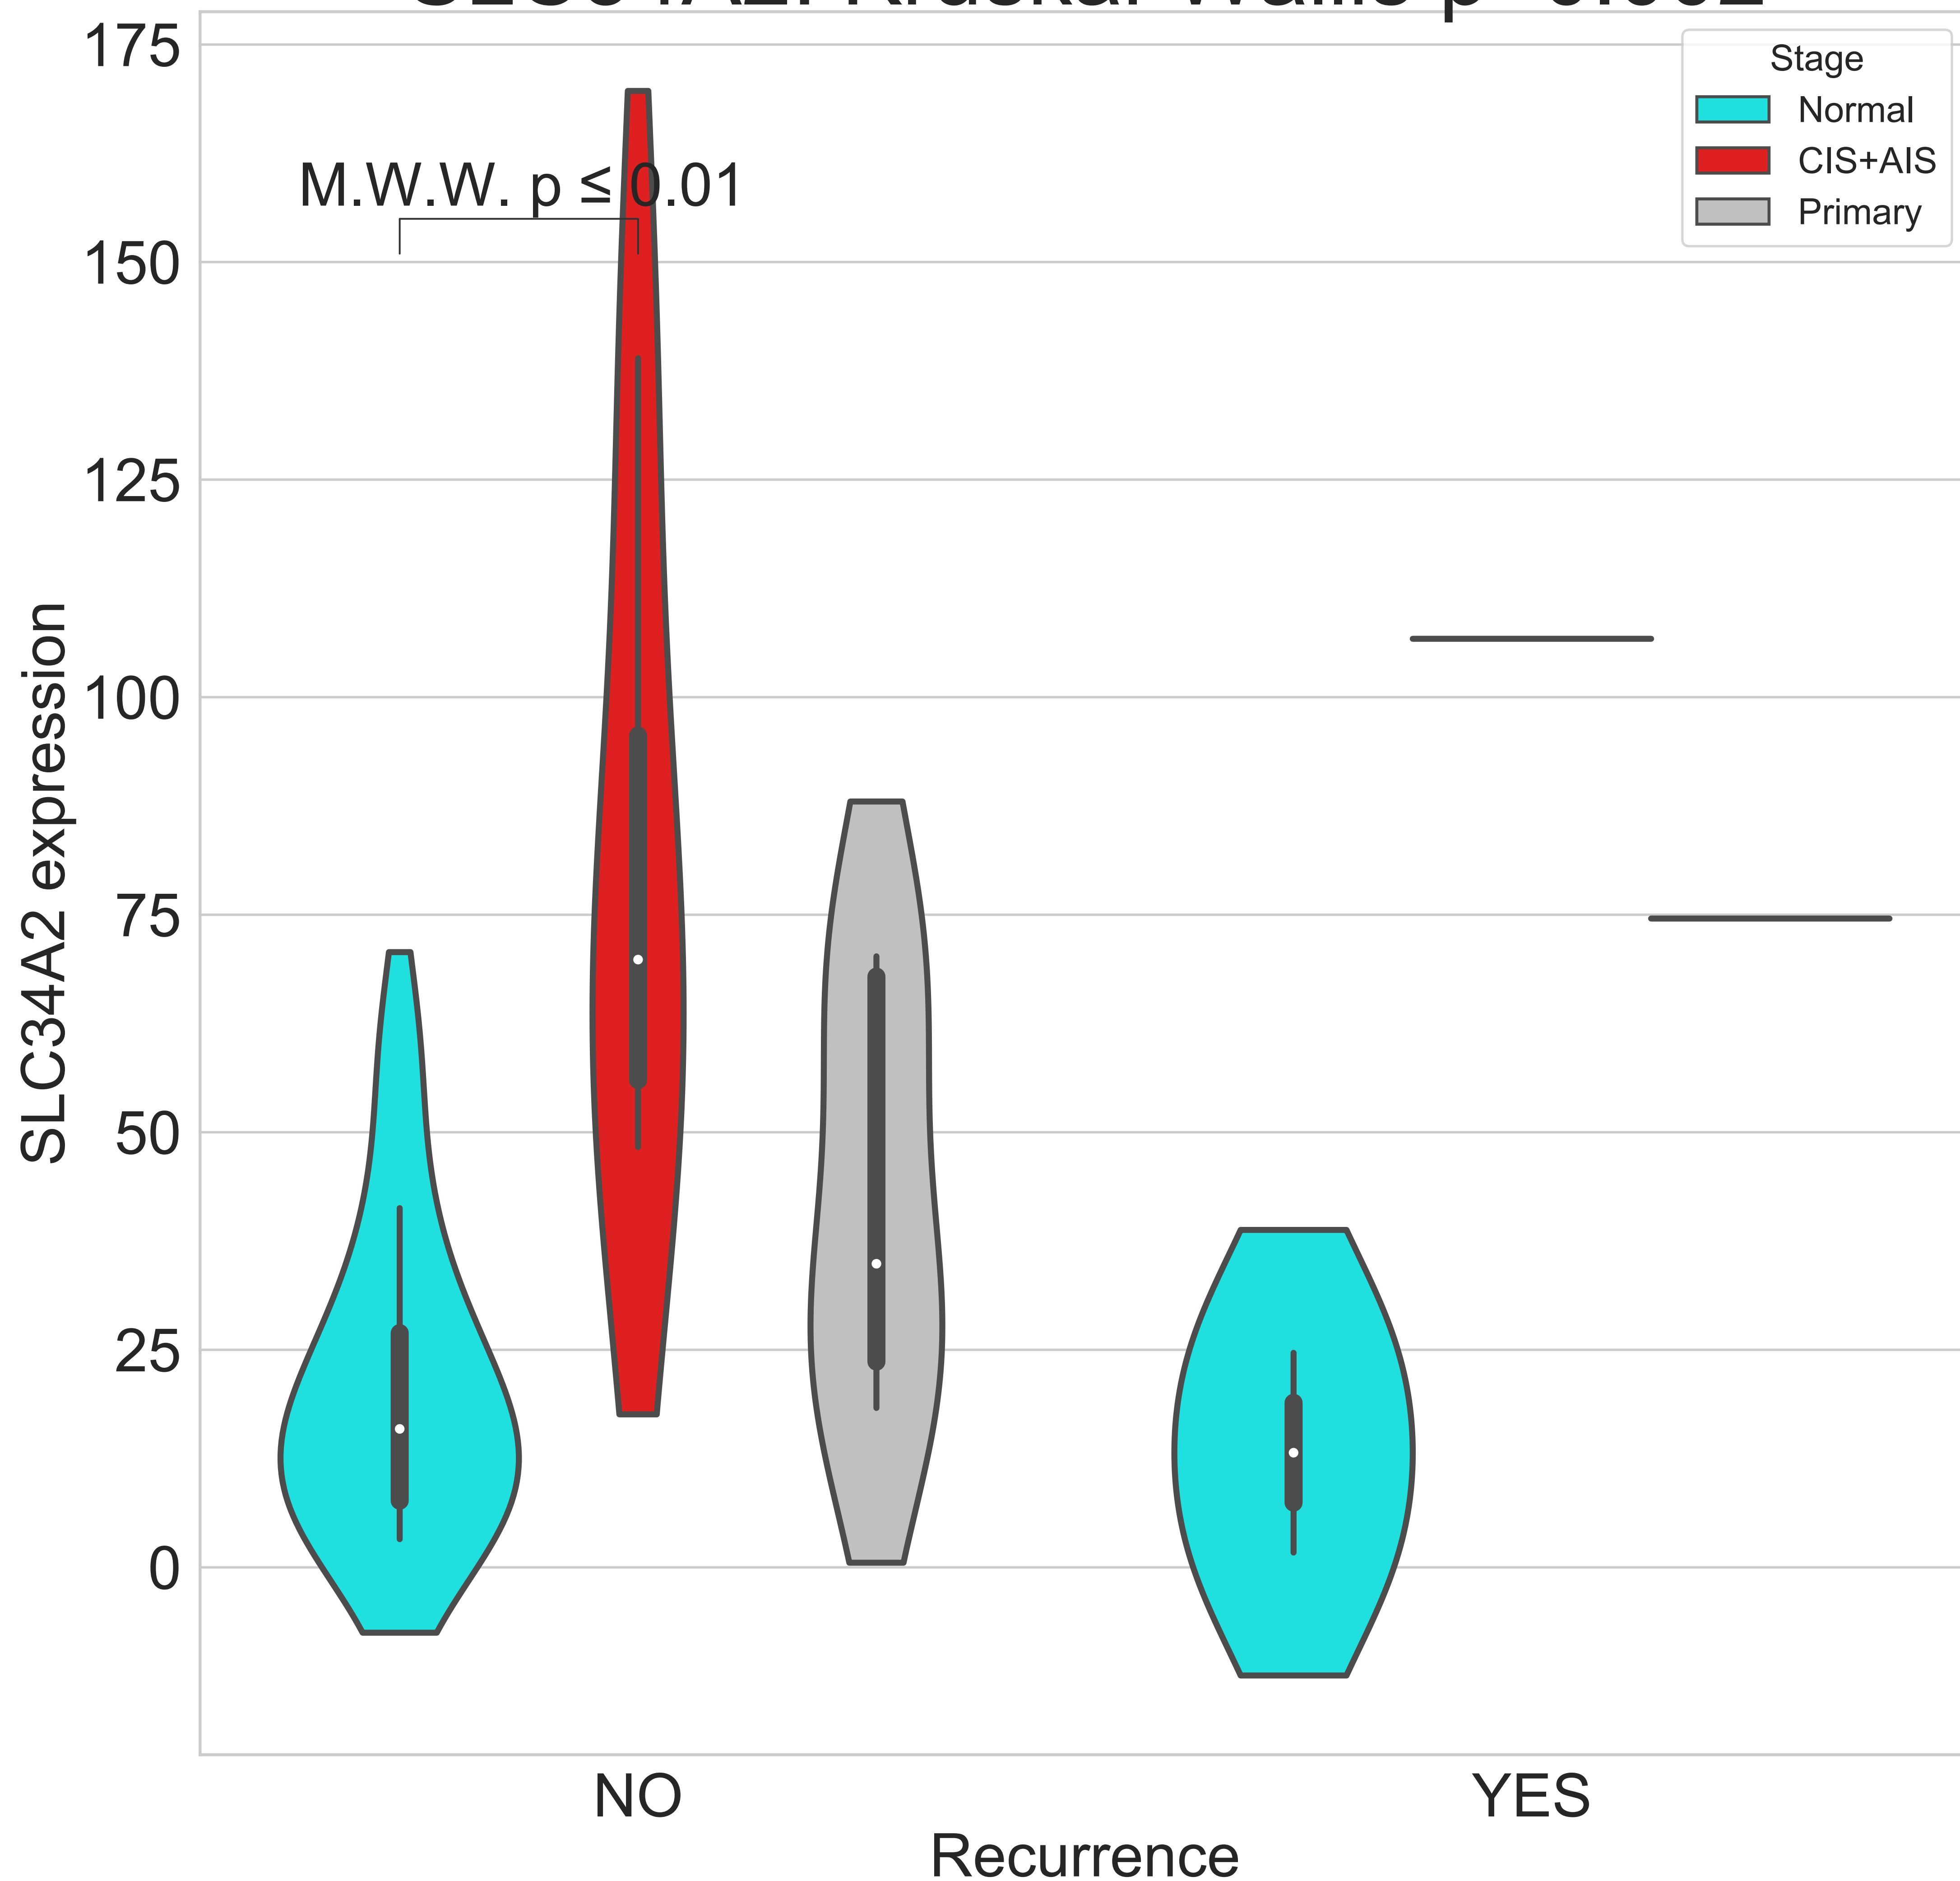 175
150
125
100
75
50
25
0
SLC34A2 expression
M.W.W. p ≤ 0.01
Stage
Normal
CIS+AIS
Primary
NO
YES
Recurrence